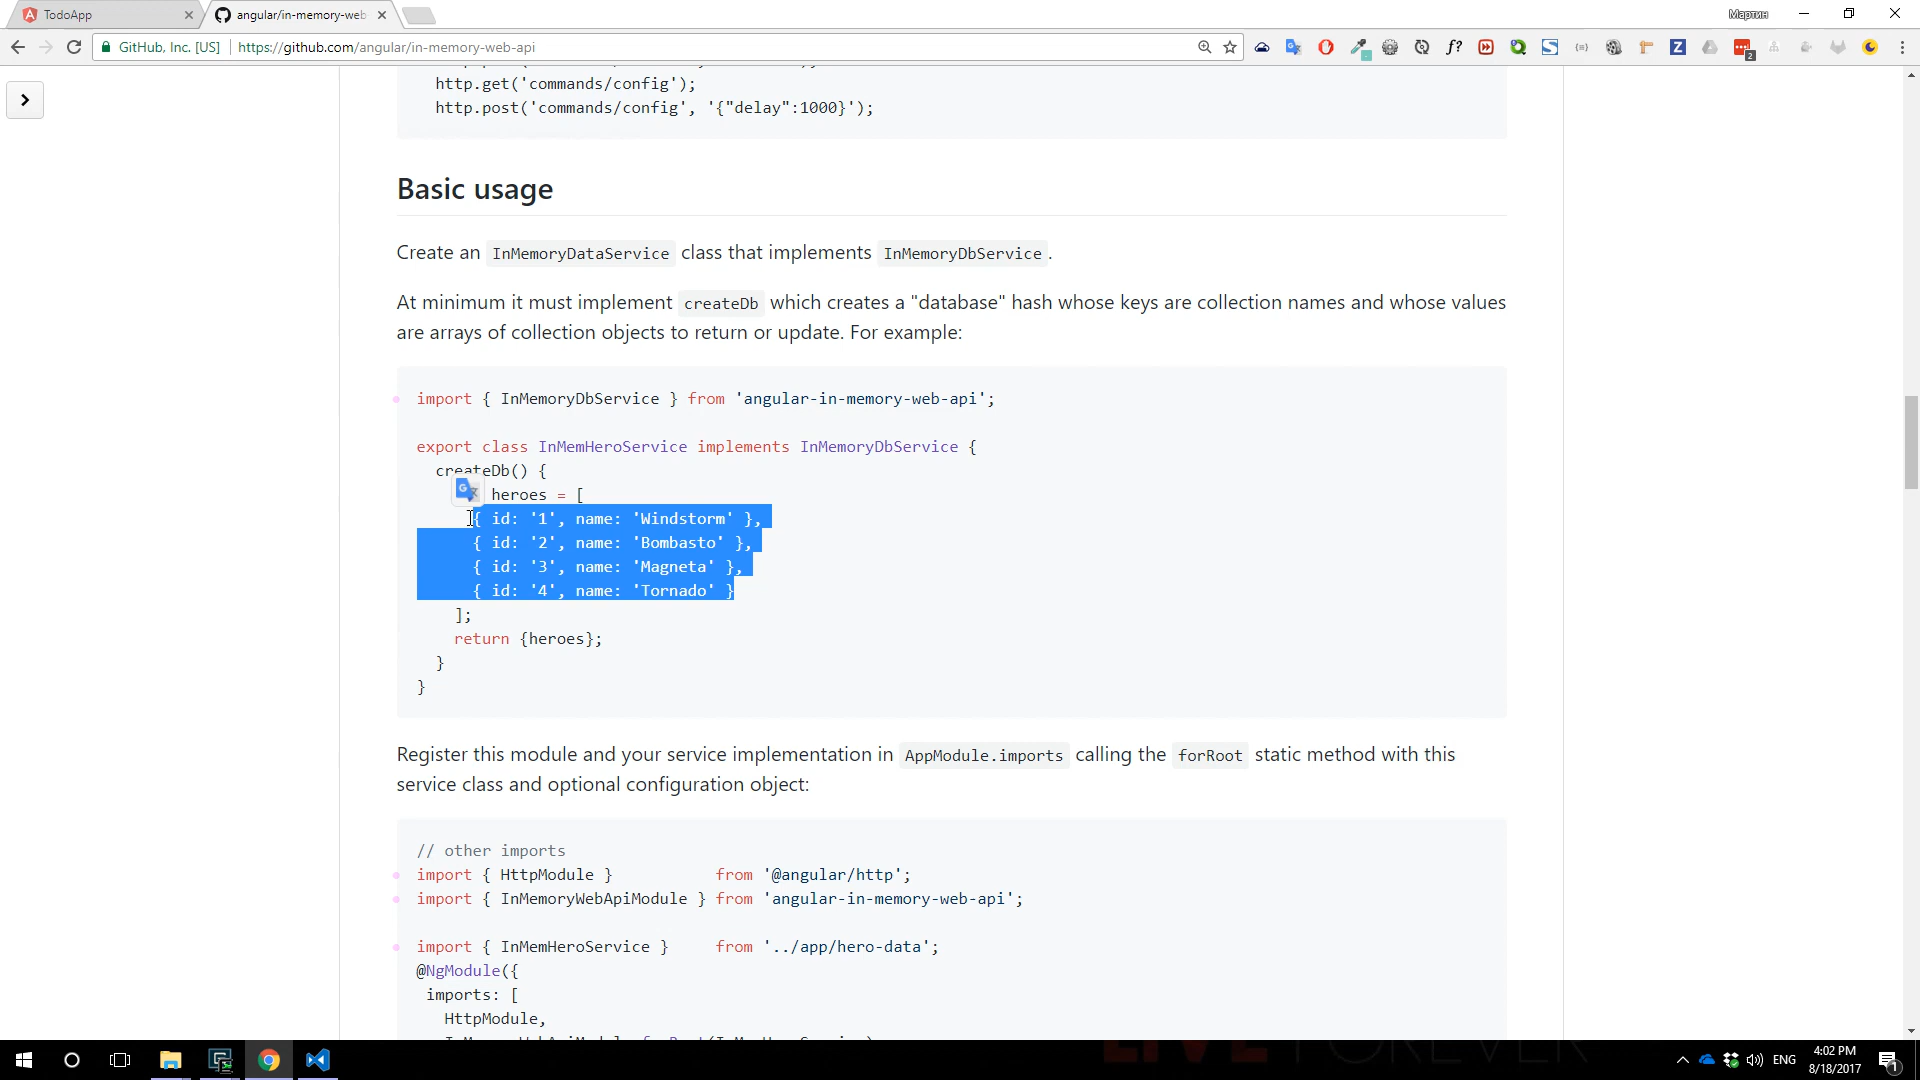 TodoApp
angular/in-memory-web
Мартин
GitHub, Inc. [US]
https://github.com/angular/in-memory-web-api
http.get('commands/config');
http.post('commands/config', '{"delay":1000}');
Basic usage
Create an InMemoryDataService class that implements InMemoryDbService .
At minimum it must implement createDb which creates a "database" hash whose keys are collection names and whose values
are arrays of collection objects to return or update. For example:
import { InMemoryDbService } from 'angular-in-memory-web-api';
export class InMemHeroService implements InMemoryDbService {
createDb() {
heroes = [
{ id: '1', name: 'Windstorm' },
{ id: '2', name: 'Bombasto' },
{ id: '3', name: 'Magneta' },
{ id: '4', name: 'Tornado' }
];
return {heroes};
}
}
Register this module and your service implementation in AppModule.imports calling the forRoot static method with this
service class and optional configuration object:
// other imports
import { HttpModule } from '@angular/http';
import { InMemoryWebApiModule } from 'angular-in-memory-web-api';
import { InMemHeroService } from '../app/hero-data';
@NgModule({
imports: [
HttpModule,
LIVE FOREVER
ENG
4:02 PM
8/18/2017